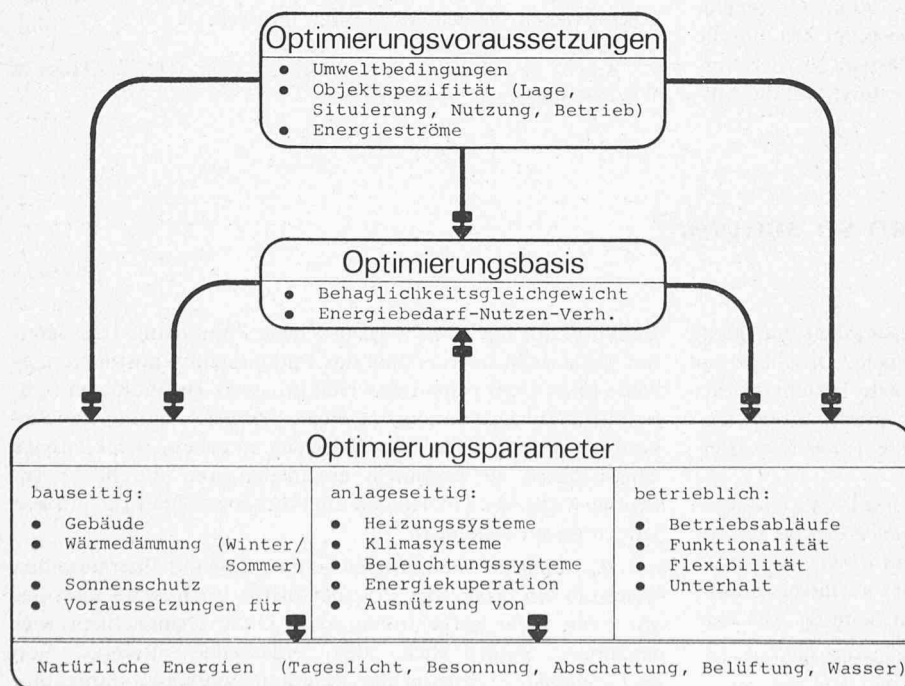 Optimierungsvoraussetzungen
• Umweltbedingungen
• Objektspezifität (Lage,
Situierung, Nutzung, Betrieb)
• Energieströme
Optimierungsbasis
• Behaglichkeitsgleichgewicht
• Energiebedarf-Nutzen-Verh.
Optimierungsparameter
bauseitig:
• Gebäude
• Wärmedämmung (Winter/
Sommer)
• Sonnenschutz
• Voraussetzungen für
anlageseitig:
• Heizungssysteme
• Klimasysteme
• Beleuchtungssysteme
• Energiekuperation
• Ausnützung von
betrieblich:
• Betriebsabläufe
• Funktionalität
• Flexibilität
• Unterhalt
Natürliche Energien (Tageslicht, Besonnung, Abschattung, Belüftung, Wasser)